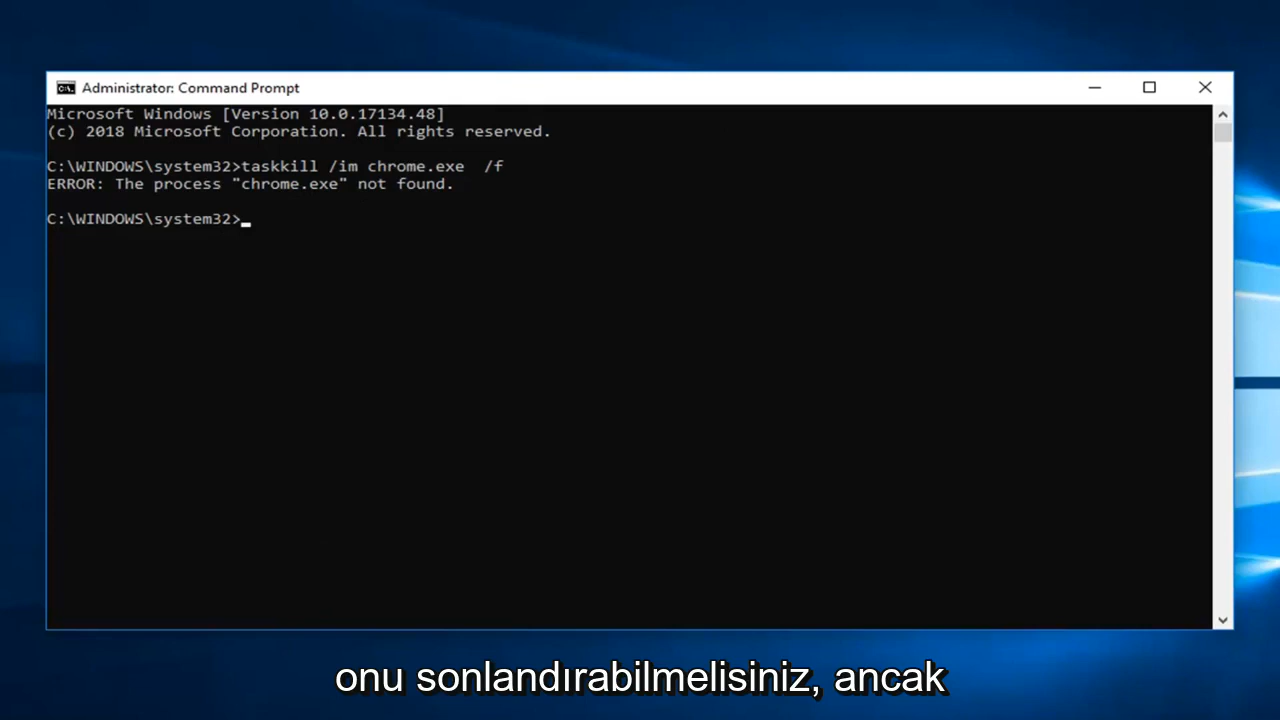 Administrator: Command Prompt
Microsoft Windows [Version 10.0.17134.48]
(c) 2018 Microsoft Corporation. All rights reserved.
C:\WINDOWS\system32>taskkill /im chrome.exe  /f
ERROR: The process "chrome.exe" not found.
C:\WINDOWS\system32>
onu sonlandırabilmelisiniz, ancak